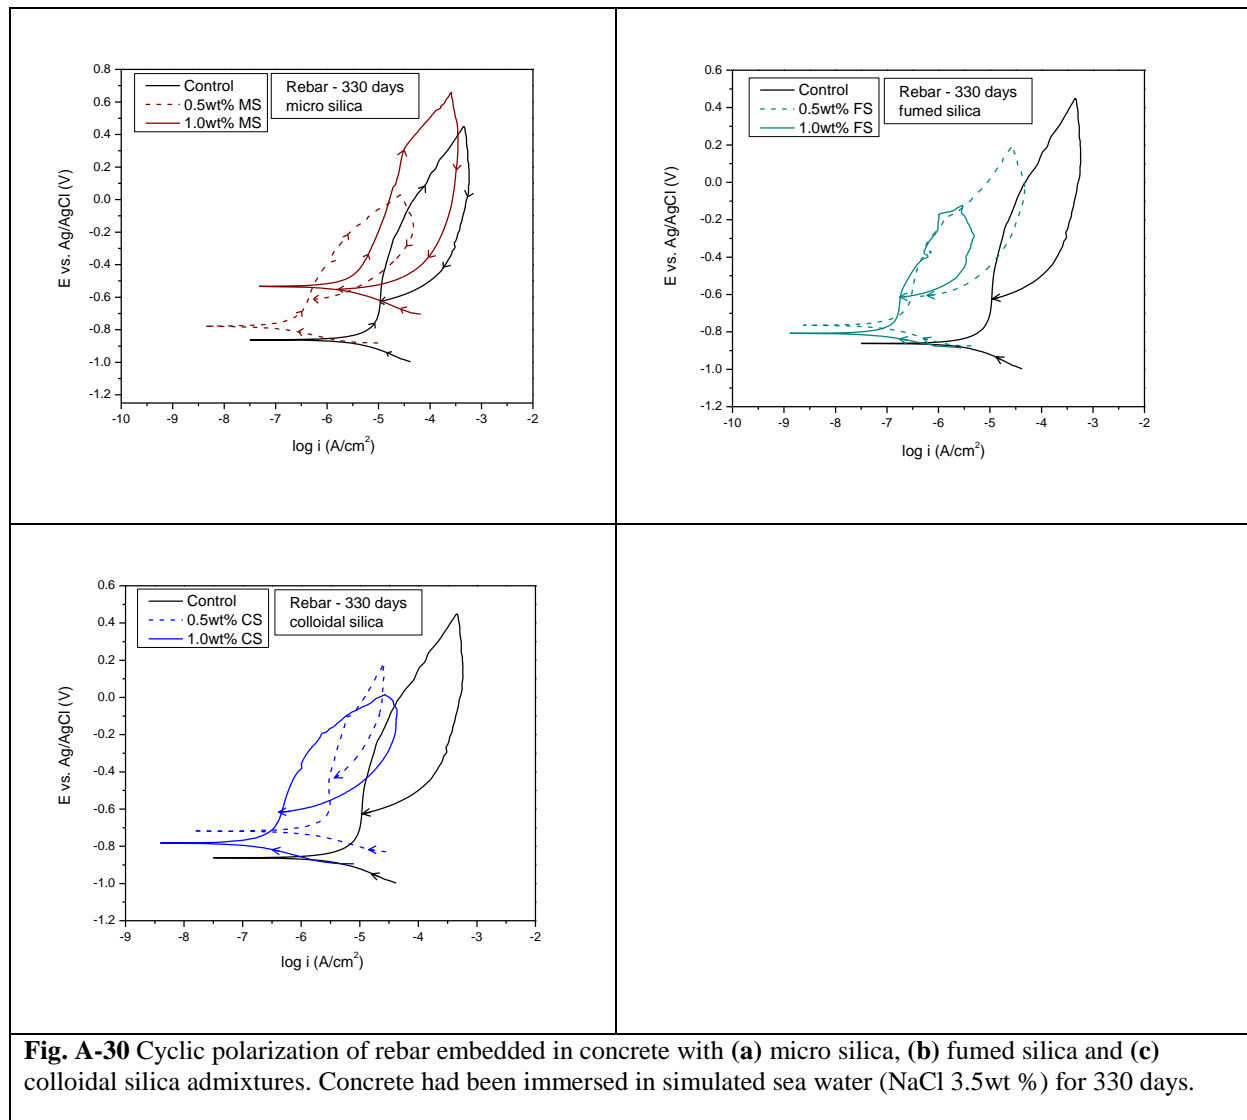 Control
0.5wt% MS
1.0wt% MS
Rebar - 330 days
micro silica
0.8
0.6
0.4
0.2
0.0
-0.2
-0.4
-0.6
-0.8
-1.0
-1.2
E vs. Ag/AgCl (V)
-10 -9 -8 -7 -6 -5 -4 -3 -2
log i (A/cm²)
Control
0.5wt% FS
1.0wt% FS
Rebar - 330 days
fumed silica
0.6
0.4
0.2
0.0
-0.2
-0.4
-0.6
-0.8
-1.0
-1.2
E vs. Ag/AgCl (V)
-10 -9 -8 -7 -6 -5 -4 -3 -2
log i (A/cm²)
Control
0.5wt% CS
1.0wt% CS
Rebar - 330 days
colloidal silica
0.6
0.4
0.2
0.0
-0.2
-0.4
-0.6
-0.8
-1.0
-1.2
E vs. Ag/AgCl (V)
-9 -8 -7 -6 -5 -4 -3 -2
log i (A/cm²)
Fig. A-30 Cyclic polarization of rebar embedded in concrete with (a) micro silica, (b) fumed silica and (c)
colloidal silica admixtures. Concrete had been immersed in simulated sea water (NaCl 3.5wt %) for 330 days.